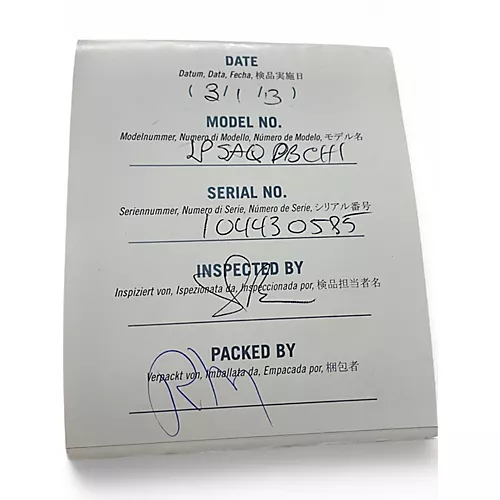 DATE
Datum, Data, Fecha, 検品実施日
(3/1/13)
MODEL NO.
Modelnummer, Numero di Modello, Número de Modelo, モデル名
LPSAQDBCH1
SERIAL NO.
Seriennummer, Numero di Serie, Número de Serie, シリアル番号
104430585
INSPECTED BY
Inspiziert von, Ispezionata da, Inspeccionada por, 検品担当者名
PACKED BY
Verpackt von, Imballata da, Empacada por, 梱包者